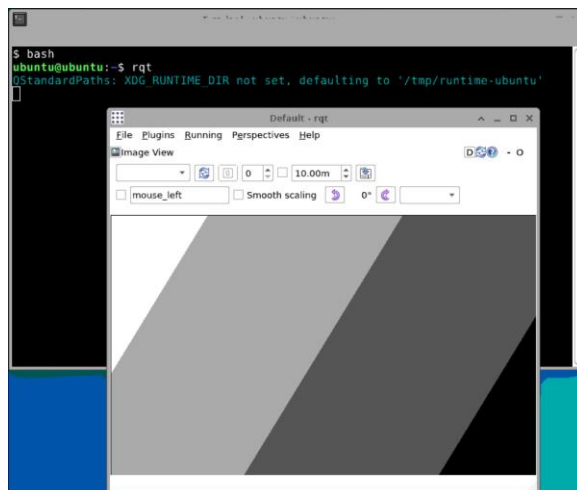 $ bash
ubuntu@ubuntu:~$ rqt
QStandardPaths: XDG_RUNTIME_DIR not set, defaulting to '/tmp/runtime-ubuntu'
Default - rqt
File Plugins Running Perspectives Help
Image View D - O
0 10.00m
mouse_left Smooth scaling 0°